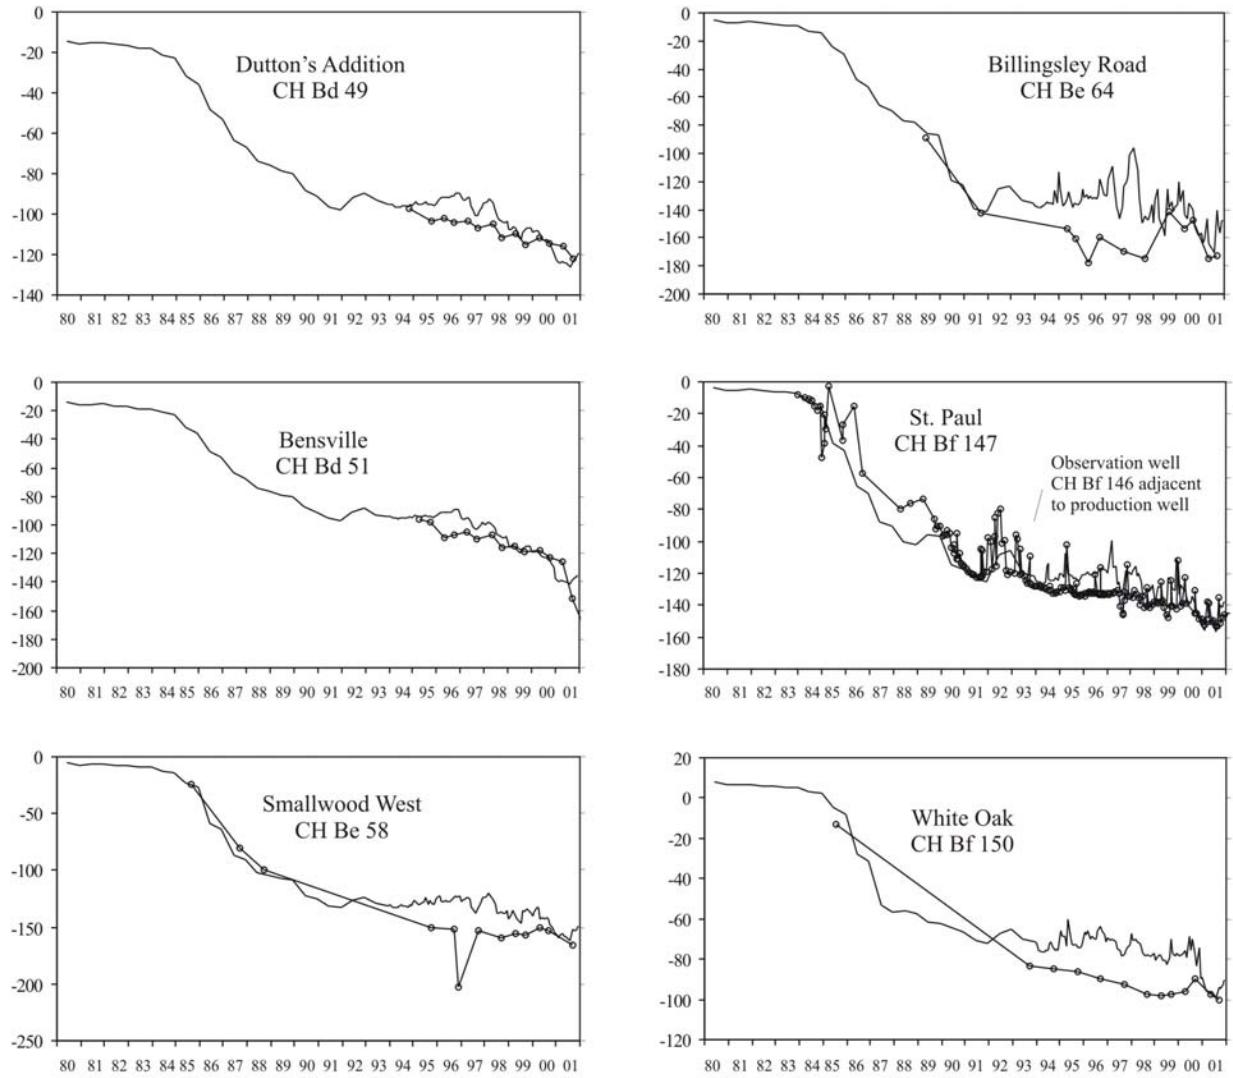 0
-20
-40
-60
-80
-100
-120
-140
Dutton's Addition
CH Bd 49
80 81 82 83 84 85 86 87 88 89 90 91 92 93 94 95 96 97 98 99 00 01
0
-20
-40
-60
-80
-100
-120
-140
-160
-180
-200
Billingsley Road
CH Be 64
80 81 82 83 84 85 86 87 88 89 90 91 92 93 94 95 96 97 98 99 00 01
0
-20
-40
-60
-80
-100
-120
-140
-160
-180
-200
Bensville
CH Bd 51
80 81 82 83 84 85 86 87 88 89 90 91 92 93 94 95 96 97 98 99 00 01
0
-20
-40
-60
-80
-100
-120
-140
-160
-180
St. Paul
CH Bf 147
Observation well
CH Bf 146 adjacent
to production well
80 81 82 83 84 85 86 87 88 89 90 91 92 93 94 95 96 97 98 99 00 01
0
-50
-100
-150
-200
-250
Smallwood West
CH Be 58
80 81 82 83 84 85 86 87 88 89 90 91 92 93 94 95 96 97 98 99 00 01
20
0
-20
-40
-60
-80
-100
-120
White Oak
CH Bf 150
80 81 82 83 84 85 86 87 88 89 90 91 92 93 94 95 96 97 98 99 00 01